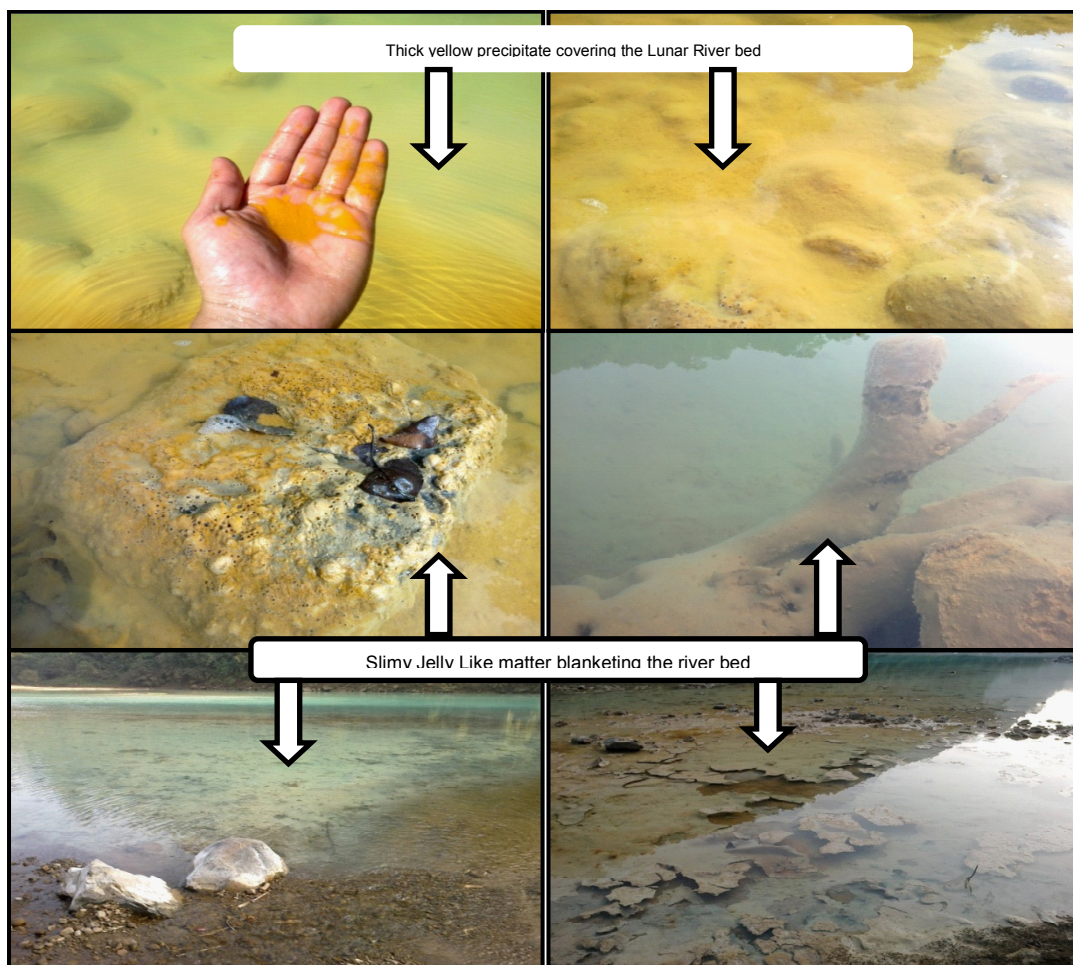 Thick yellow precipitate covering the Lunar River bed
Slimy Jelly Like matter blanketing the river bed